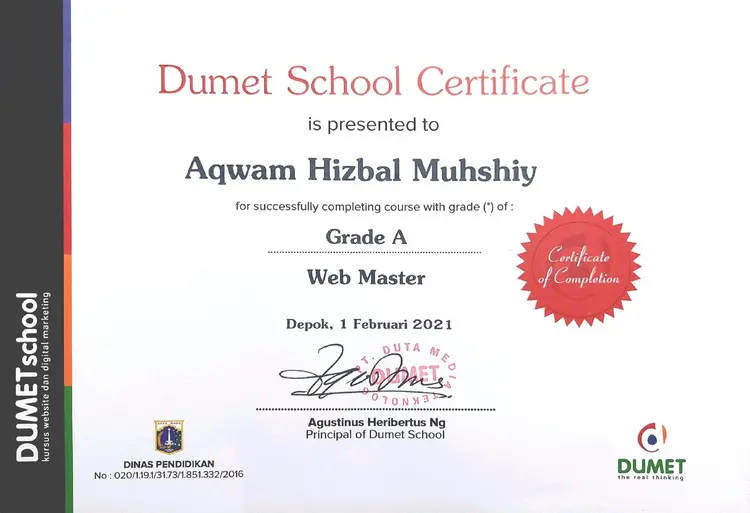 Dumet School Certificate
is presented to
Aqwam Hizbal Muhshiy
for successfully completing course with grade (*) of :
Grade A
Web Master
Certificate
of Completion
Depok, 1 Februari 2021
PT. DUTA MEDIA TEKNOLOGI
DUMET
Agustinus Heribertus Ng
Principal of Dumet School
DINAS PENDIDIKAN
No : 020/1.19.1/31.73/1.851.332/2016
DUMET
the real thinking
DUMETschool
kursus website dan digital marketing